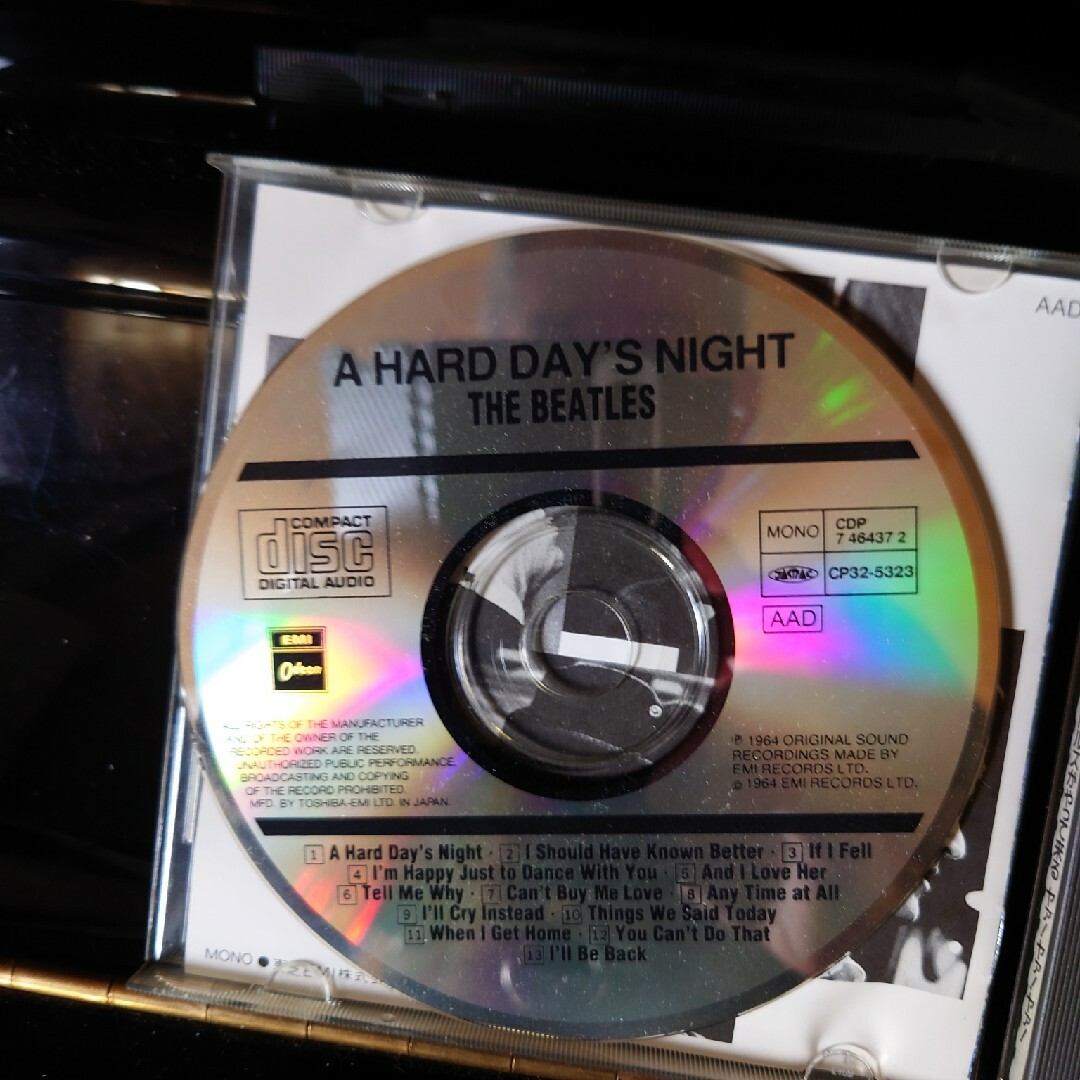 AAD
A HARD DAY'S NIGHT
THE BEATLES
COMPACT
disc
DIGITAL AUDIO
MONO
CDP
7 46437 2
CP32-5323
AAD
EMI
Odeon
ALL RIGHTS OF THE MANUFACTURER
AND OF THE OWNER OF THE
RECORDED WORK ARE RESERVED.
UNAUTHORIZED PUBLIC PERFORMANCE,
BROADCASTING AND COPYING
OF THE RECORD PROHIBITED.
MFD. BY TOSHIBA-EMI LTD. IN JAPAN.
℗ 1964 ORIGINAL SOUND
RECORDINGS MADE BY
EMI RECORDS LTD.
© 1964 EMI RECORDS LTD.
1 A Hard Day's Night · 2 I Should Have Known Better · 3 If I Fell
4 I'm Happy Just to Dance With You · 5 And I Love Her
6 Tell Me Why · 7 Can't Buy Me Love · 8 Any Time at All
9 I'll Cry Instead · 10 Things We Said Today
11 When I Get Home · 12 You Can't Do That
13 I'll Be Back
MONO